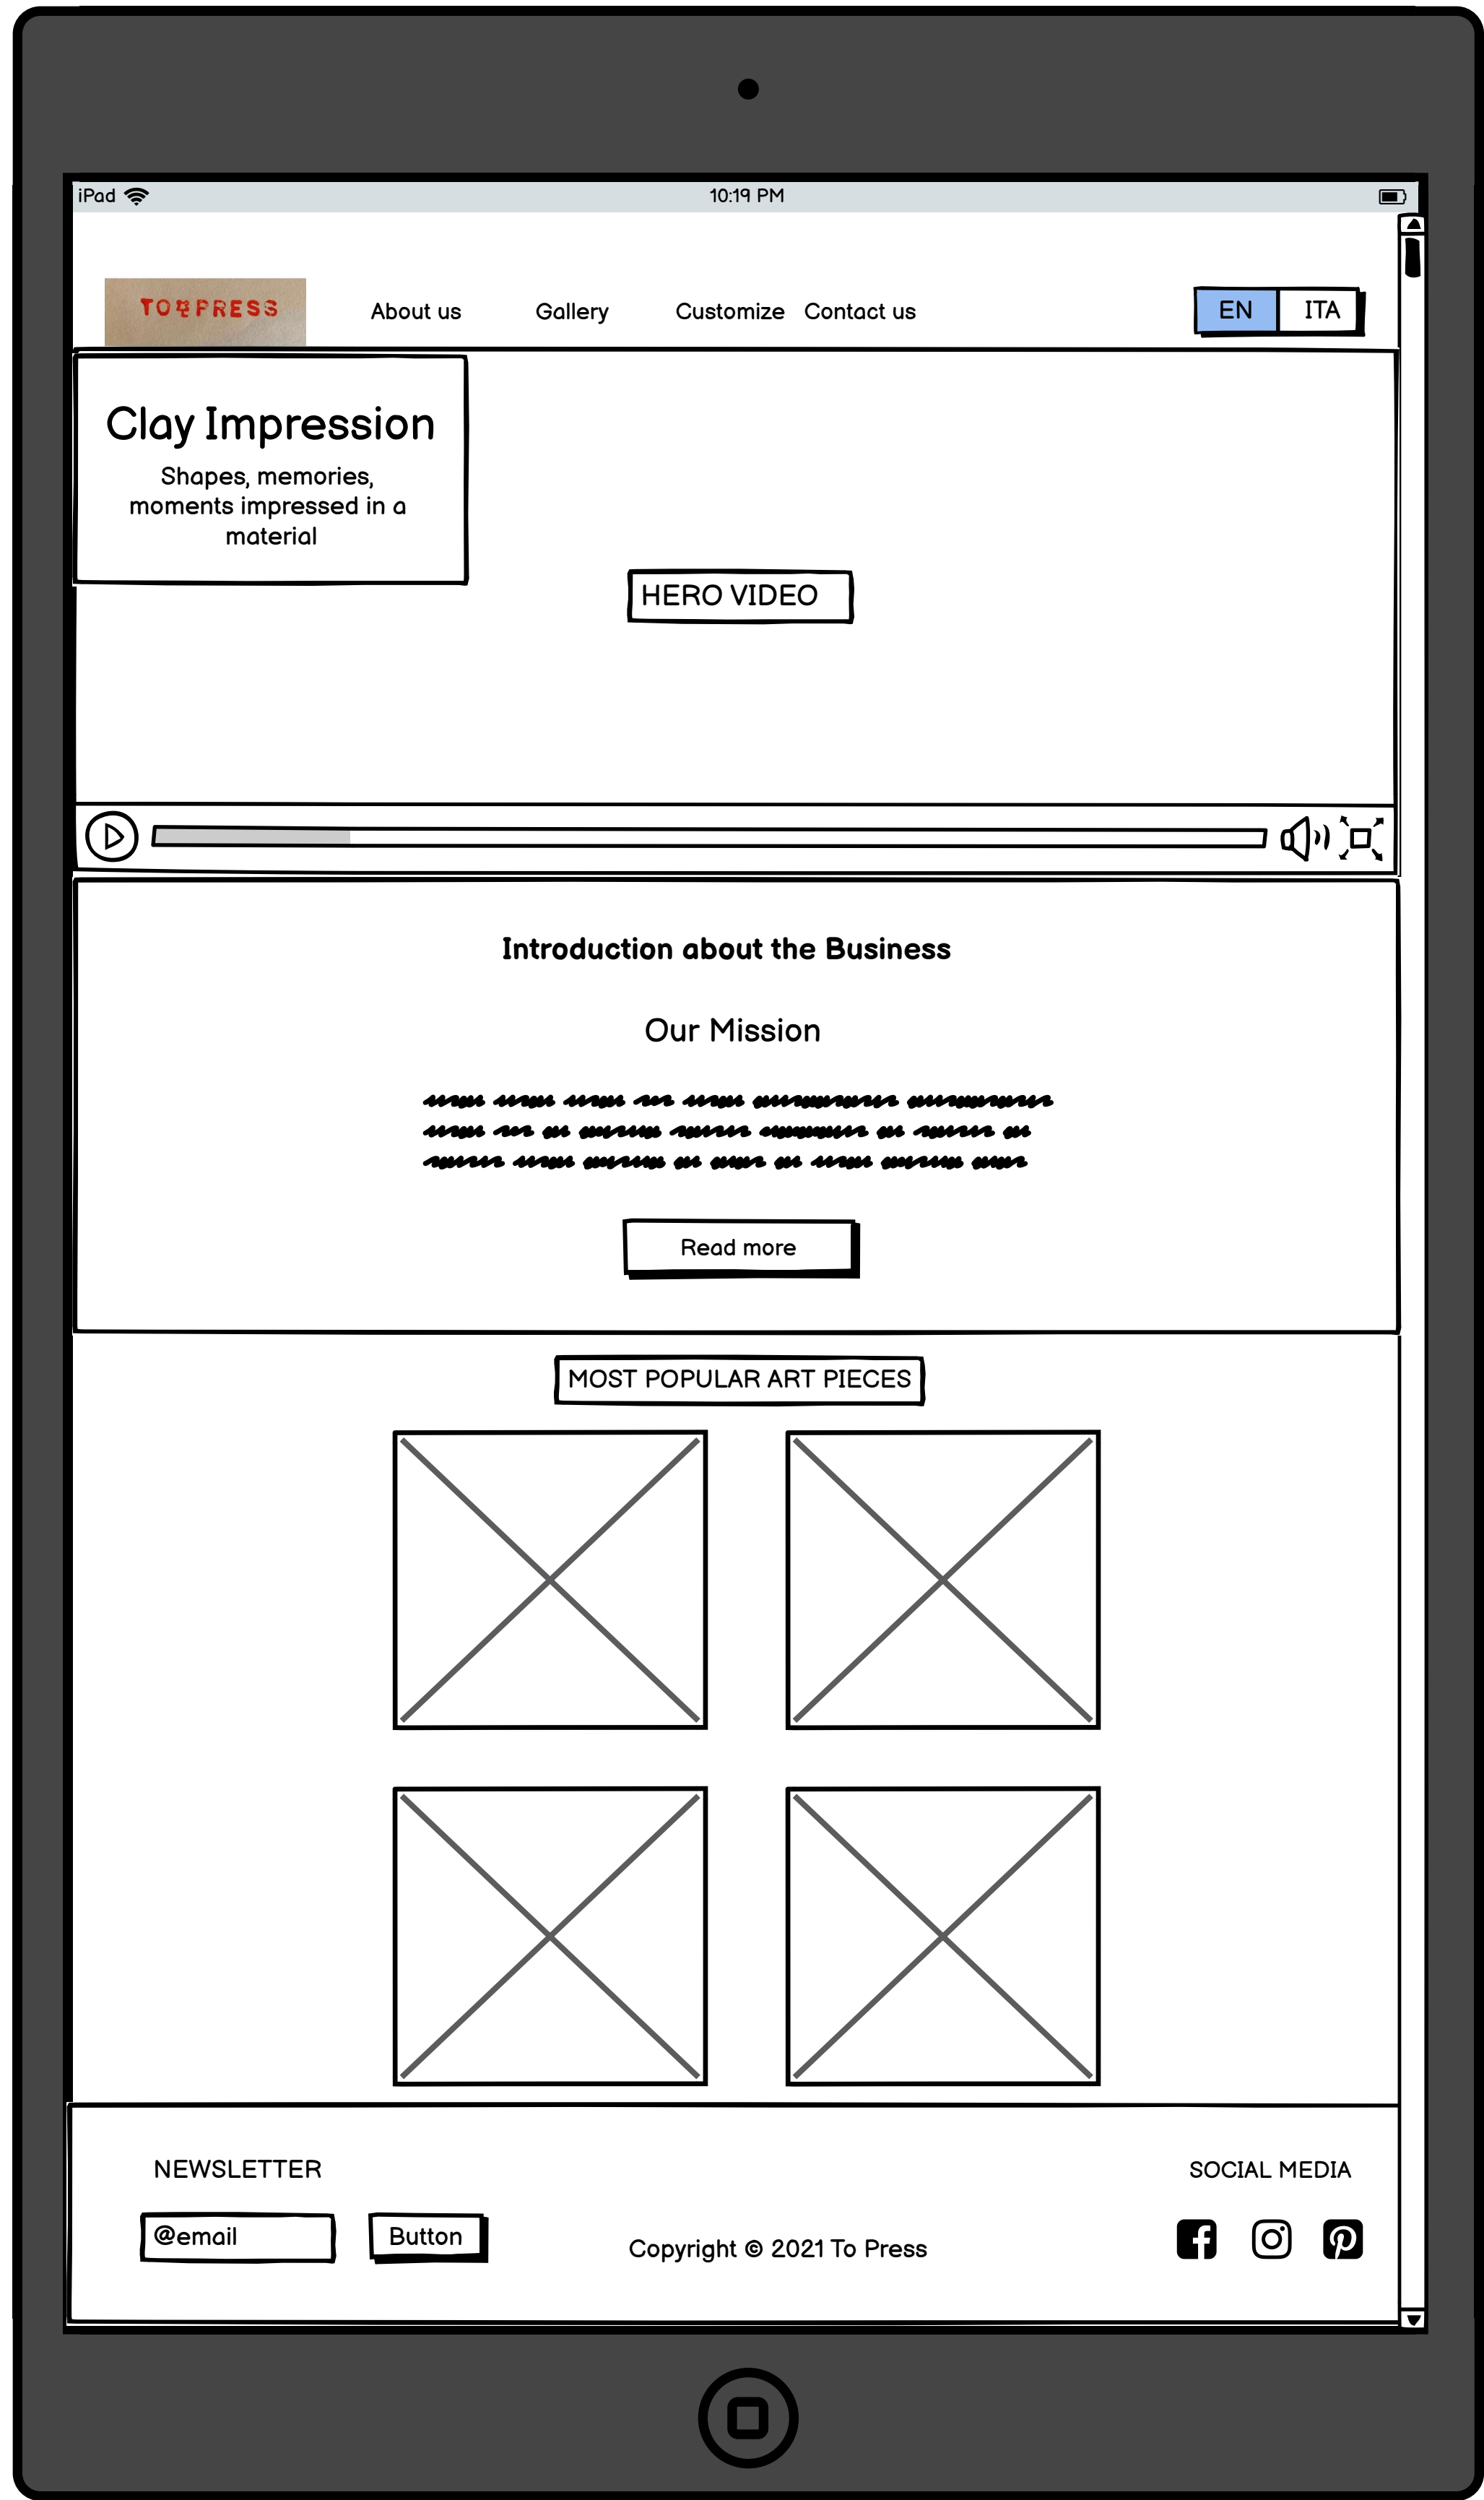 iPad
10:19 PM
TO PRESS
About us
Gallery
Customize
Contact us
EN
ITA
Clay Impression
Shapes, memories,
moments impressed in a
material
HERO VIDEO
Introduction about the Business
Our Mission
Read more
MOST POPULAR ART PIECES
NEWSLETTER
@email
Button
Copyright © 2021 To Press
SOCIAL MEDIA